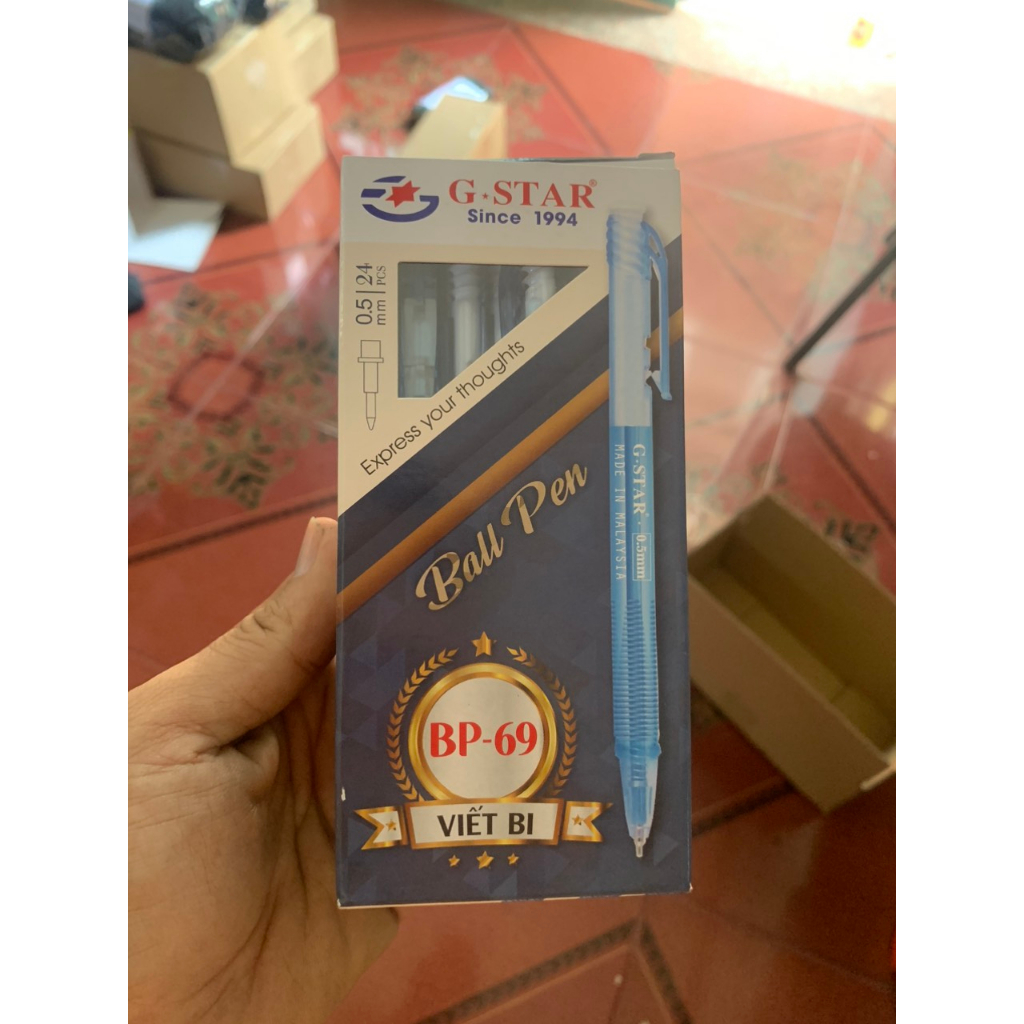 G★STAR®
Since 1994
0.5 mm | 24 PCS
Express your thoughts
Ball Pen
G★STAR® · 0.5mm
MADE IN MALAYSIA
BP-69
VIẾT BI